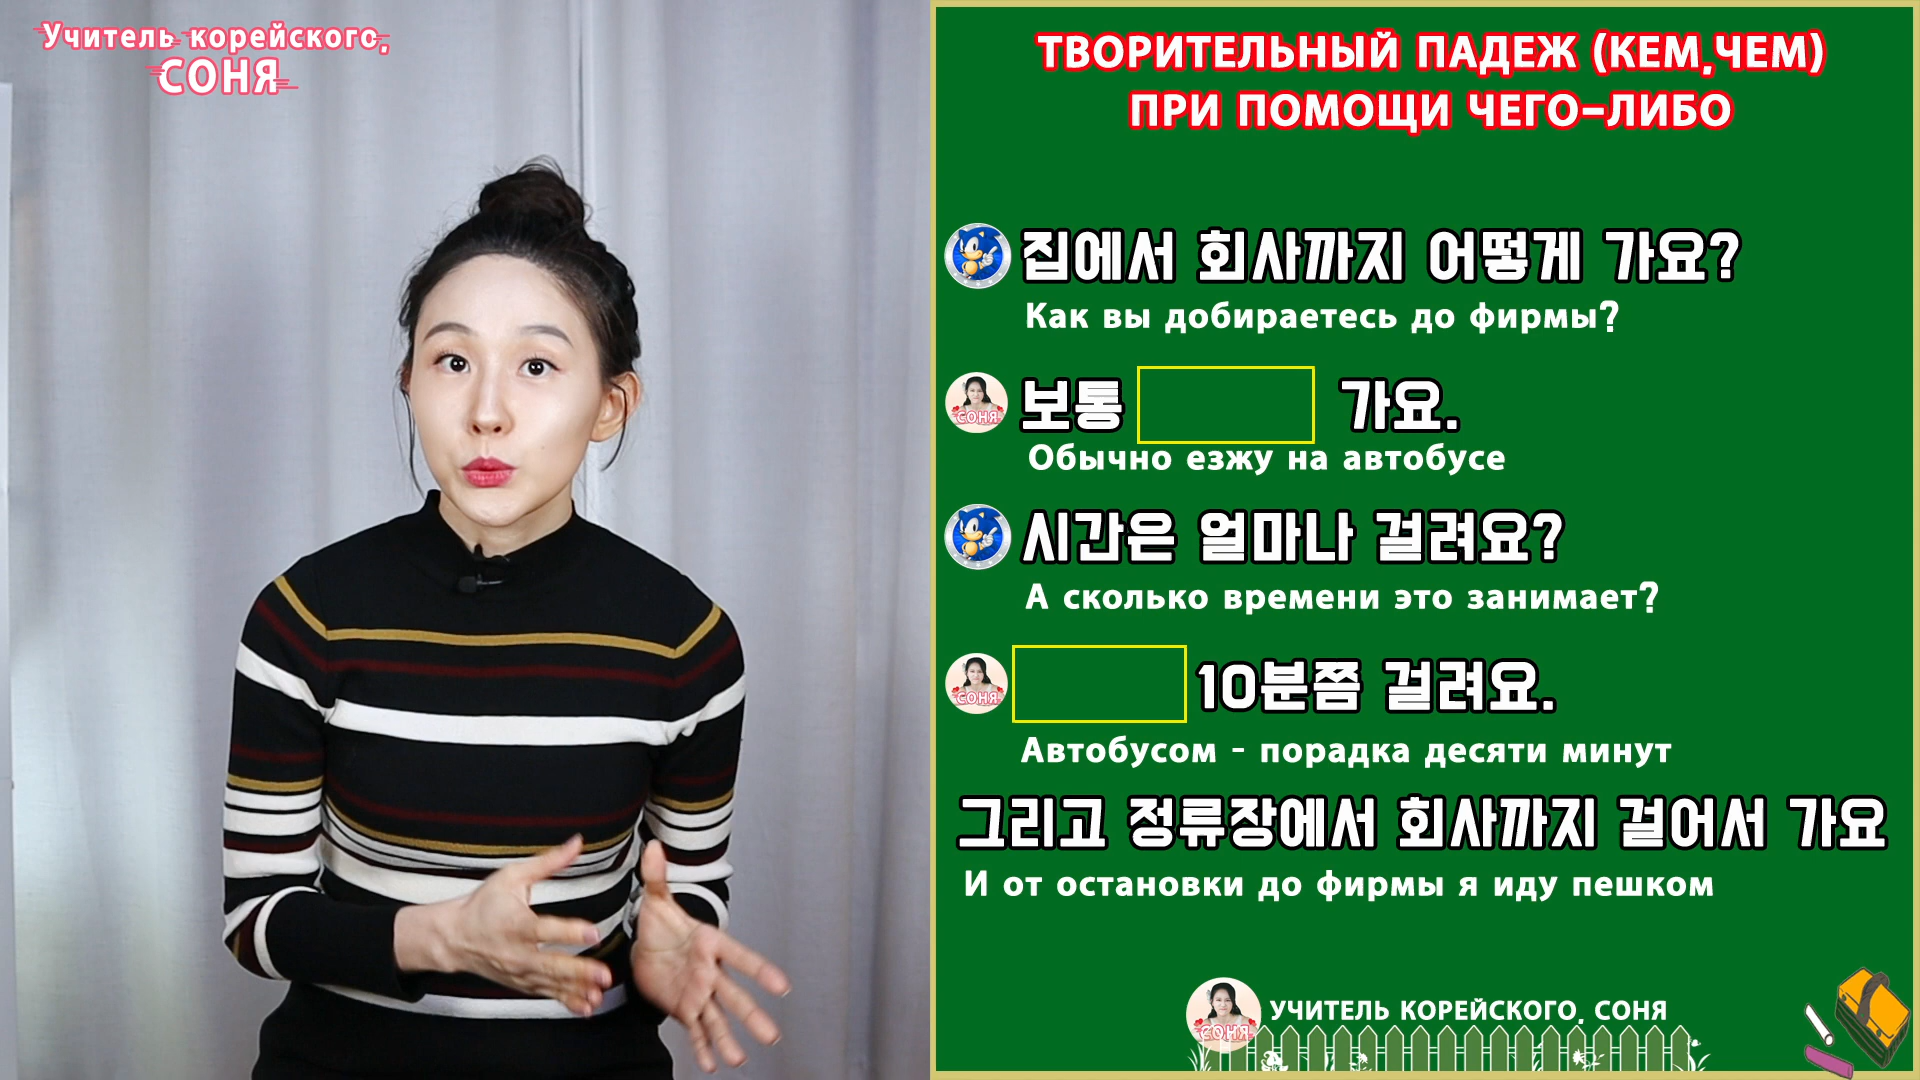 Учитель корейского,
СОНЯ
ТВОРИТЕЛЬНЫЙ ПАДЕЖ (КЕМ,ЧЕМ)
ПРИ ПОМОЩИ ЧЕГО-ЛИБО
집에서 회사까지 어떻게 가요?
Как вы добираетесь до фирмы?
СОНЯ
보통 가요.
Обычно езжу на автобусе
시간은 얼마나 걸려요?
А сколько времени это занимает?
СОНЯ
10분쯤 걸려요.
Автобусом - порадка десяти минут
그리고 정류장에서 회사까지 걸어서 가요
И от остановки до фирмы я иду пешком
СОНЯ
УЧИТЕЛЬ КОРЕЙСКОГО, СОНЯ